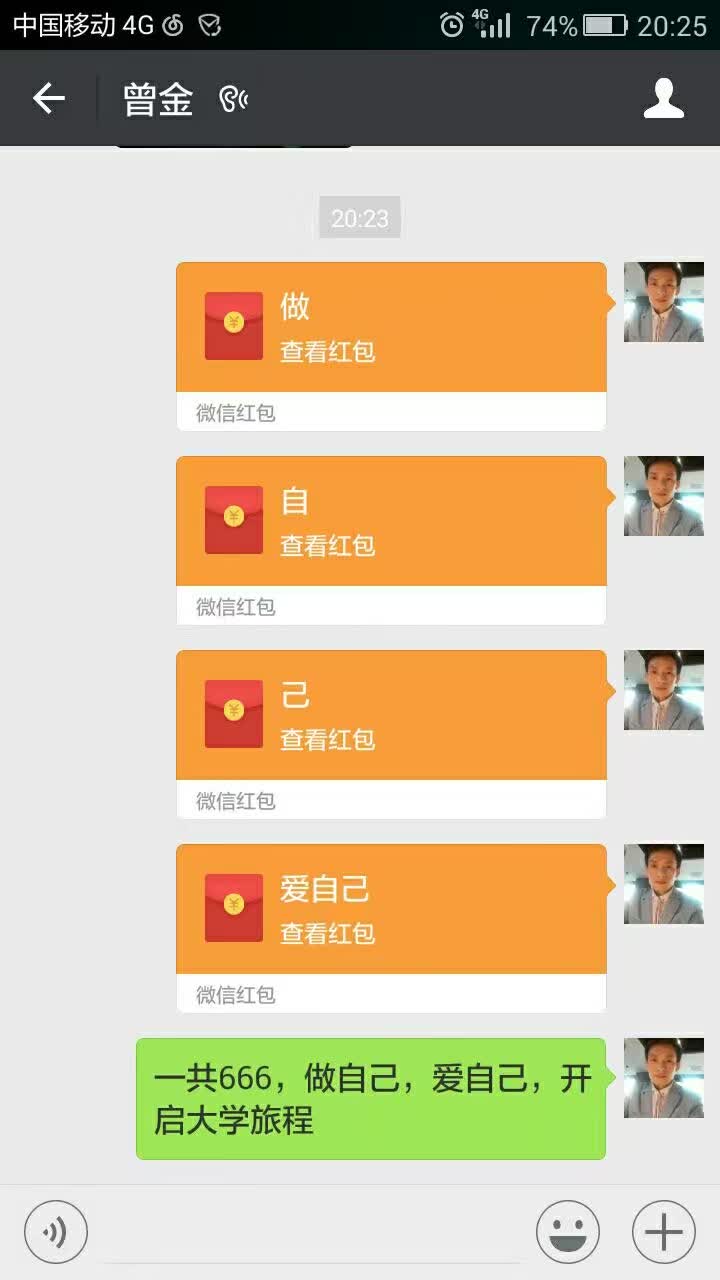 中国移动 4G 4G 74% 20:25
曾金
20:23
做
查看红包
微信红包
自
查看红包
微信红包
己
查看红包
微信红包
爱自己
查看红包
微信红包
一共666，做自己，爱自己，开
启大学旅程